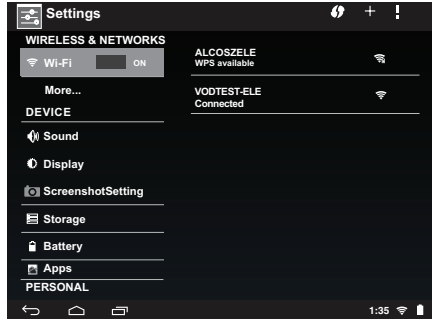 Settings
WIRELESS & NETWORKS
Wi-Fi ON
More...
DEVICE
Sound
Display
ScreenshotSetting
Storage
Battery
Apps
PERSONAL
ALCOSZELE
WPS available
VODTEST-ELE
Connected
1:35